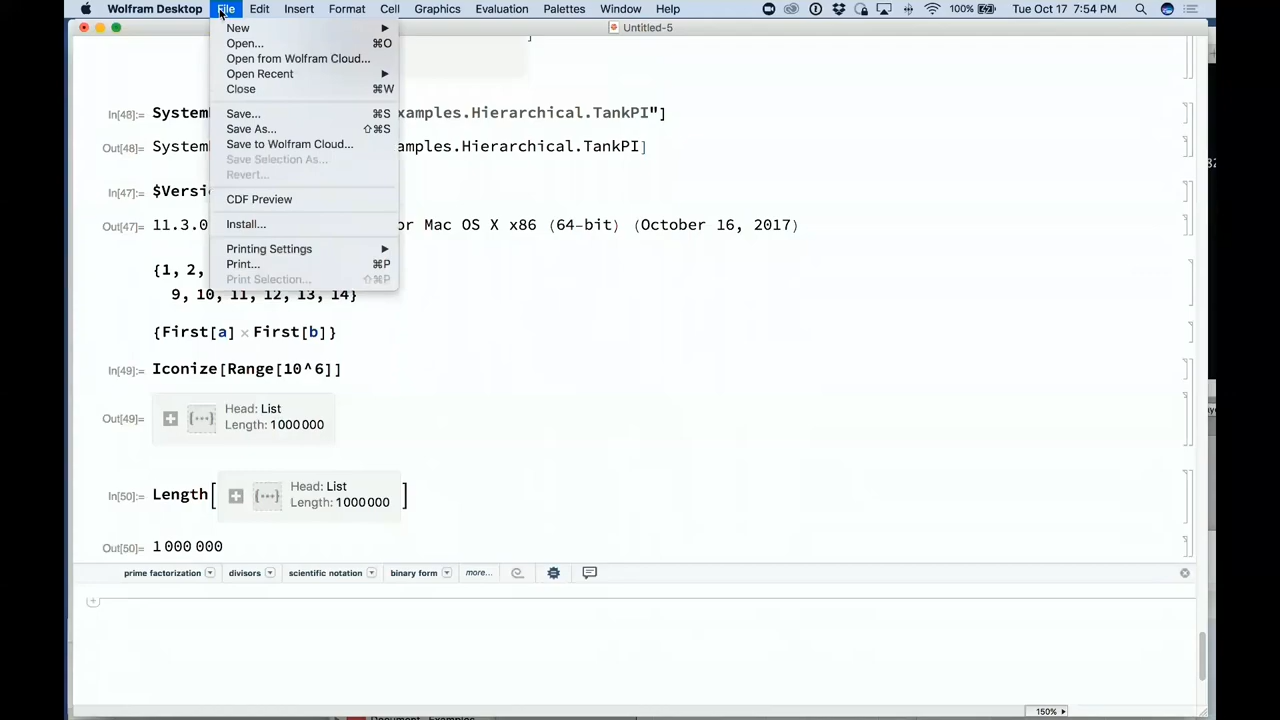 Wolfram Desktop File Edit Insert Format Cell Graphics Evaluation Palettes Window Help 100% Tue Oct 17 7:54 PM
Untitled-5
New
Open... ⌘O
Open from Wolfram Cloud...
Open Recent
Close ⌘W
Save... ⌘S
Save As... ⇧⌘S
Save to Wolfram Cloud...
Save Selection As...
Revert...
CDF Preview
Install...
Printing Settings
Print... ⌘P
Print Selection... ⇧⌘P
In[48]:= System xamples.Hierarchical.TankPI"]
Out[48]= System xamples.Hierarchical.TankPI]
In[47]:= $Versi
Out[47]= 11.3.0 or Mac OS X x86 (64-bit) (October 16, 2017)
{1, 2,
9, 10, 11, 12, 13, 14}
{First[a] × First[b]}
In[49]:= Iconize[Range[10^6]]
Out[49]= {⋯} Head: List
Length: 1000000
In[50]:= Length[ {⋯} Head: List
Length: 1000000 ]
Out[50]= 1000000
prime factorization divisors scientific notation binary form more...
150%